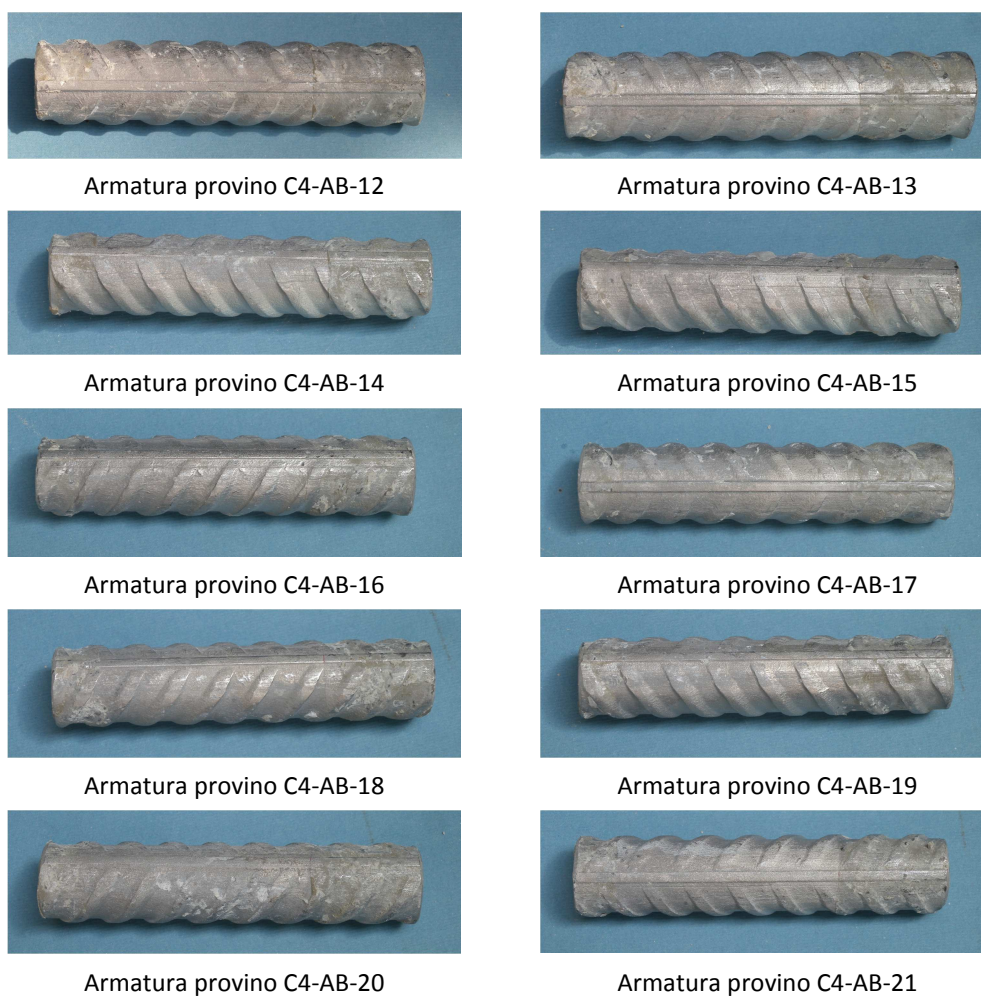 Armatura provino C4-AB-12
Armatura provino C4-AB-13
Armatura provino C4-AB-14
Armatura provino C4-AB-15
Armatura provino C4-AB-16
Armatura provino C4-AB-17
Armatura provino C4-AB-18
Armatura provino C4-AB-19
Armatura provino C4-AB-20
Armatura provino C4-AB-21